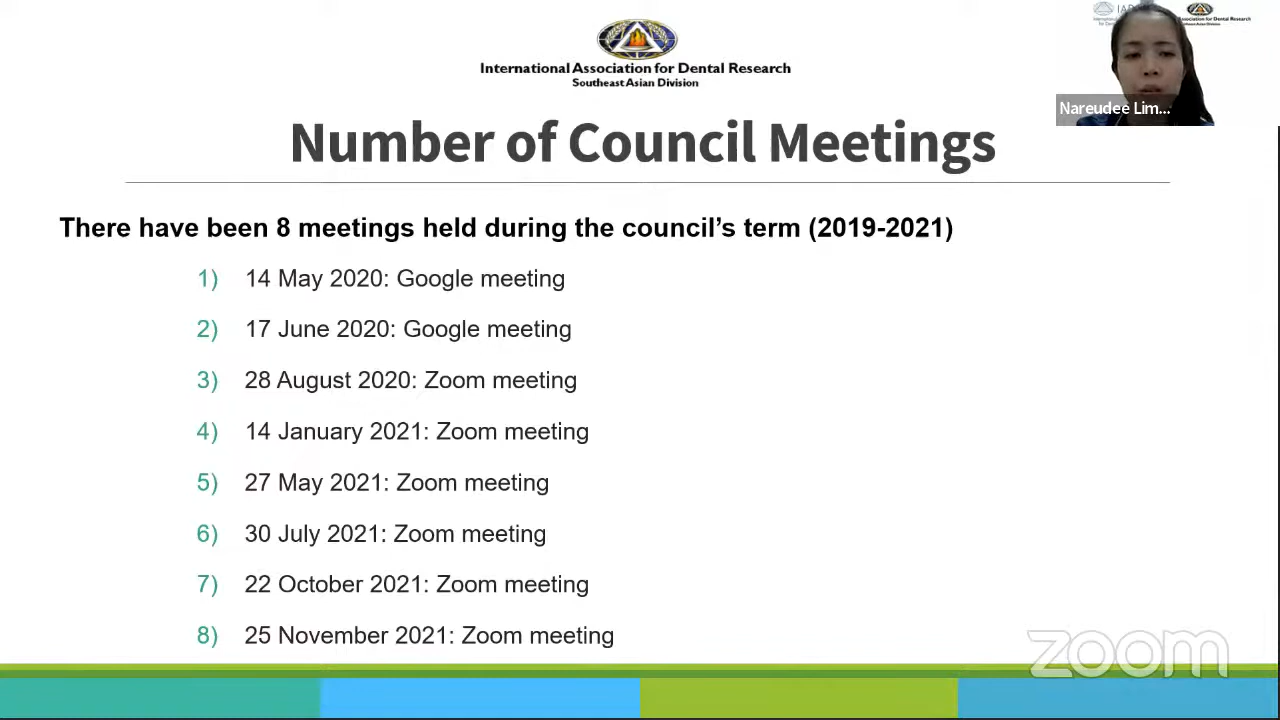 International Association for Dental Research
Southeast Asian Division
Nareudee Lim...
Number of Council Meetings
There have been 8 meetings held during the council's term (2019-2021)
1) 14 May 2020: Google meeting
2) 17 June 2020: Google meeting
3) 28 August 2020: Zoom meeting
4) 14 January 2021: Zoom meeting
5) 27 May 2021: Zoom meeting
6) 30 July 2021: Zoom meeting
7) 22 October 2021: Zoom meeting
8) 25 November 2021: Zoom meeting
zoom